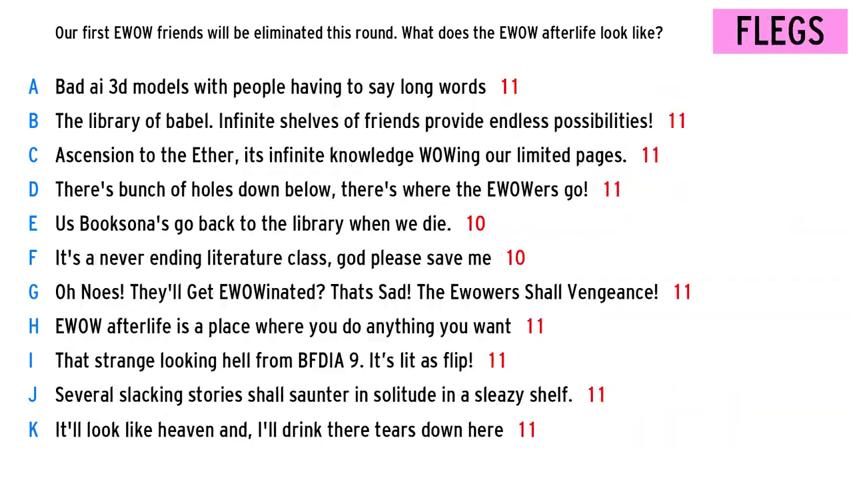 Our first EWOW friends will be eliminated this round. What does the EWOW afterlife look like?
FLEGS
A Bad ai 3d models with people having to say long words 11
B The library of babel. Infinite shelves of friends provide endless possibilities! 11
C Ascension to the Ether, its infinite knowledge WOWing our limited pages. 11
D There's bunch of holes down below, there's where the EWOWers go! 11
E Us Booksona's go back to the library when we die. 10
F It's a never ending literature class, god please save me 10
G Oh Noes! They'll Get EWOWinated? Thats Sad! The Ewowers Shall Vengeance! 11
H EWOW afterlife is a place where you do anything you want 11
I That strange looking hell from BFDIA 9. It’s lit as flip! 11
J Several slacking stories shall saunter in solitude in a sleazy shelf. 11
K It'll look like heaven and, I'll drink there tears down here 11